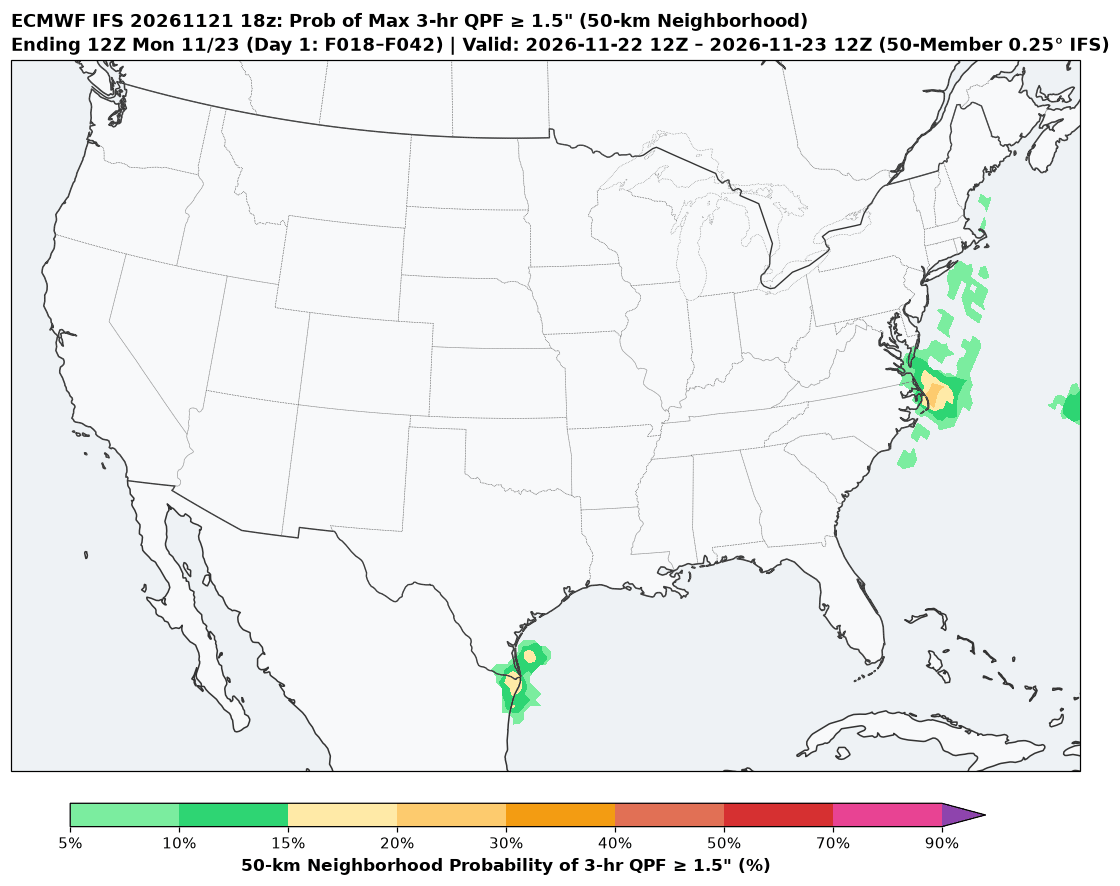 ECMWF IFS 20261121 18z: Prob of Max 3-hr QPF ≥ 1.5" (50-km Neighborhood)
Ending 12Z Mon 11/23 (Day 1: F018–F042) | Valid: 2026-11-22 12Z – 2026-11-23 12Z (50-Member 0.25° IFS)
5% 10% 15% 20% 30% 40% 50% 70% 90%
50-km Neighborhood Probability of 3-hr QPF ≥ 1.5" (%)